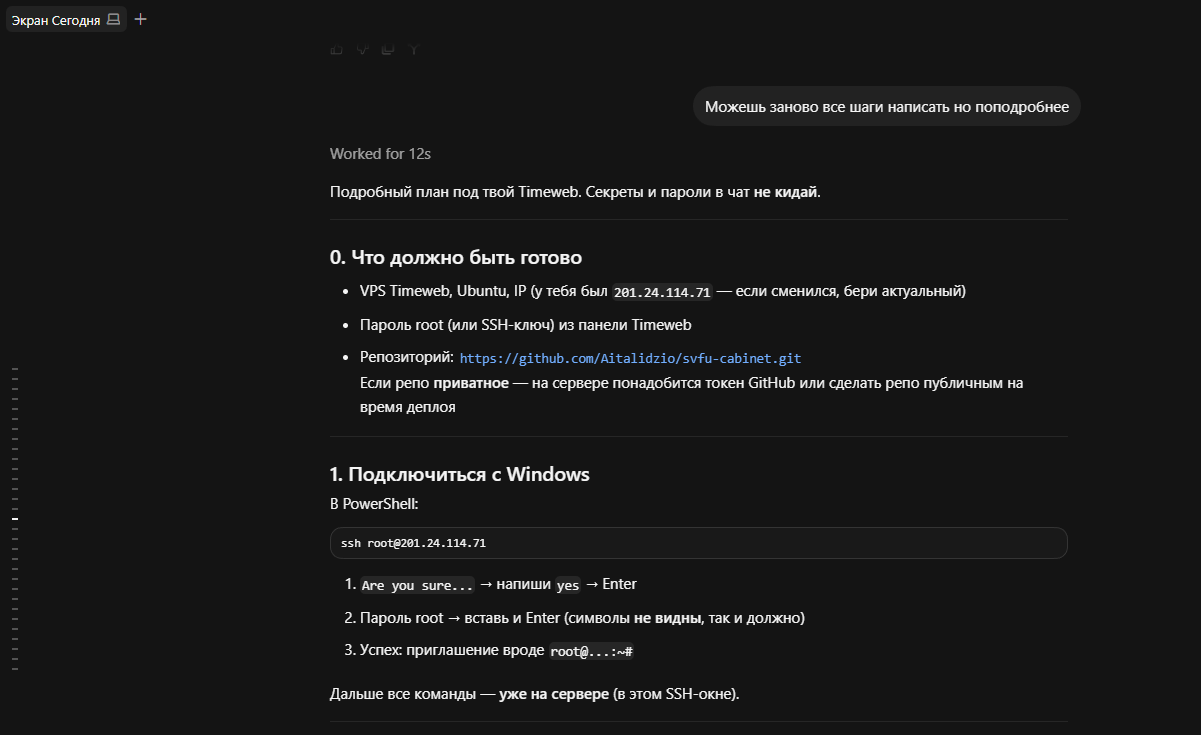 Экран Сегодня
Можешь заново все шаги написать но поподробнее
Worked for 12s
Подробный план под твой Timeweb. Секреты и пароли в чат не кидай.
0. Что должно быть готово
• VPS Timeweb, Ubuntu, IP (у тебя был 201.24.114.71 — если сменился, бери актуальный)
• Пароль root (или SSH-ключ) из панели Timeweb
• Репозиторий: https://github.com/Aitalidzio/svfu-cabinet.git
Если репо приватное — на сервере понадобится токен GitHub или сделать репо публичным на
время деплоя
1. Подключиться с Windows
В PowerShell:
ssh root@201.24.114.71
1. Are you sure... → напиши yes → Enter
2. Пароль root → вставь и Enter (символы не видны, так и должно)
3. Успех: приглашение вроде root@...:~#
Дальше все команды — уже на сервере (в этом SSH-окне).